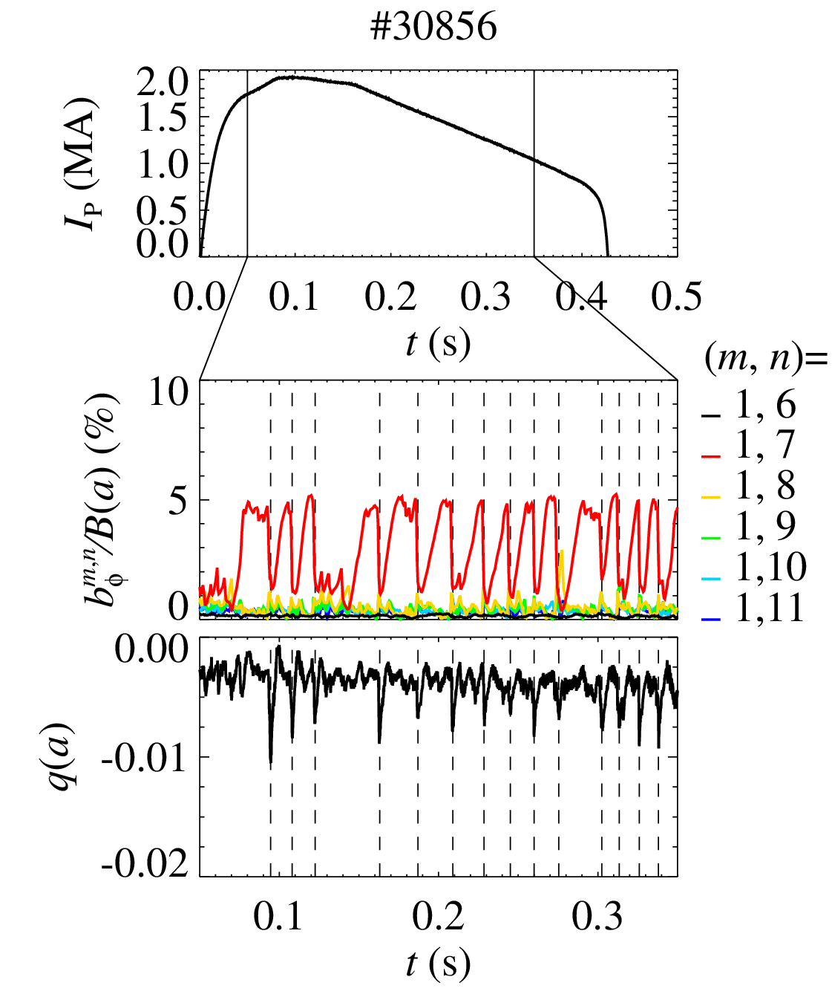 #30856
2.0
1.5
1.0
0.5
0.0
I_P (MA)
0.0 0.1 0.2 0.3 0.4 0.5
t (s)
(m, n)=
1, 6
1, 7
1, 8
1, 9
1,10
1,11
10
5
0
b_ϕ^{m,n}/B(a) (%)
0.00
-0.01
-0.02
q(a)
0.1 0.2 0.3
t (s)